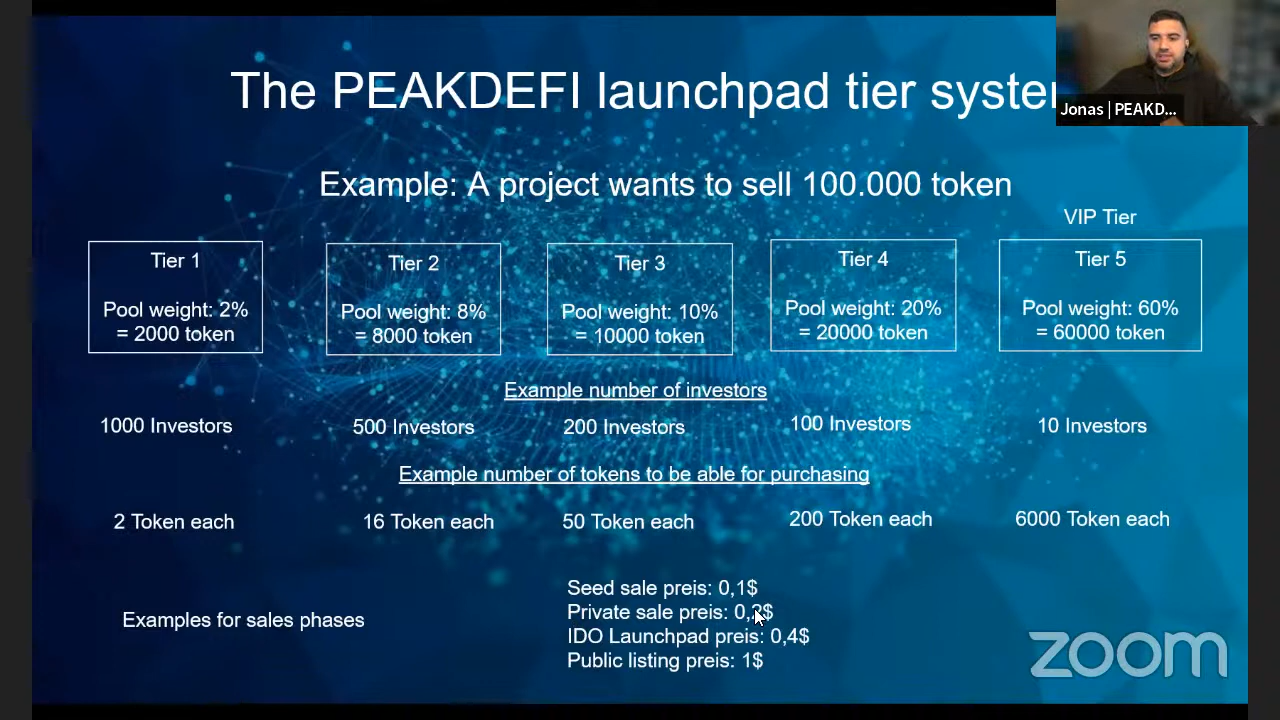 The PEAKDEFI launchpad tier
Jonas | PEAKD...
Example: A project wants to sell 100.000 token
VIP Tier
Tier 1
Pool weight: 2%
= 2000 token
Tier 2
Pool weight: 8%
= 8000 token
Tier 3
Pool weight: 10%
= 10000 token
Tier 4
Pool weight: 20%
= 20000 token
Tier 5
Pool weight: 60%
= 60000 token
Example number of investors
1000 Investors
500 Investors
200 Investors
100 Investors
10 Investors
Example number of tokens to be able for purchasing
2 Token each
16 Token each
50 Token each
200 Token each
6000 Token each
Examples for sales phases
Seed sale preis: 0,1$
Private sale preis:
IDO Launchpad preis: 0,4$
Public listing preis: 1$
zoom